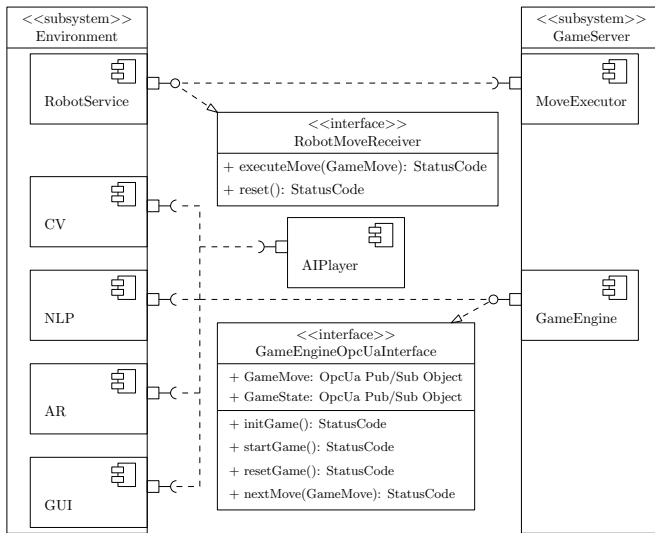 <<subsystem>>
Environment
<<subsystem>>
GameServer
RobotService
MoveExecutor
<<interface>>
RobotMoveReceiver
+ executeMove(GameMove): StatusCode
+ reset(): StatusCode
CV
AIPlayer
NLP
GameEngine
<<interface>>
GameEngineOpcUaInterface
+ GameMove: OpcUa Pub/Sub Object
+ GameState: OpcUa Pub/Sub Object
+ initGame(): StatusCode
+ startGame(): StatusCode
+ resetGame(): StatusCode
+ nextMove(GameMove): StatusCode
AR
GUI